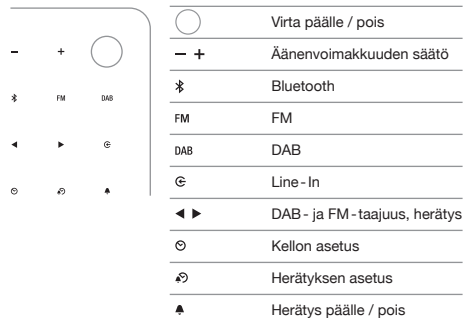 − +
FM DAB
Virta päälle / pois
− + Äänenvoimakkuuden säätö
Bluetooth
FM FM
DAB DAB
Line-In
◀ ▶ DAB- ja FM-taajuus, herätys
Kellon asetus
Herätyksen asetus
Herätys päälle / pois